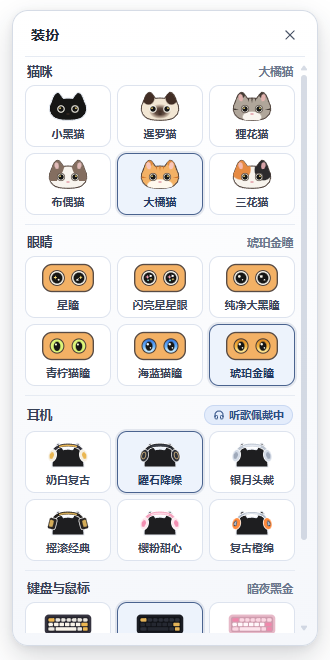 装扮
猫咪 大橘猫
小黑猫 暹罗猫 狸花猫
布偶猫 大橘猫 三花猫
眼睛 琥珀金瞳
星瞳 闪亮星星眼 纯净大黑瞳
青柠猫瞳 海蓝猫瞳 琥珀金瞳
耳机 听歌佩戴中
奶白复古 曜石降噪 银月头戴
摇滚经典 樱粉甜心 复古橙绵
键盘与鼠标 暗夜黑金